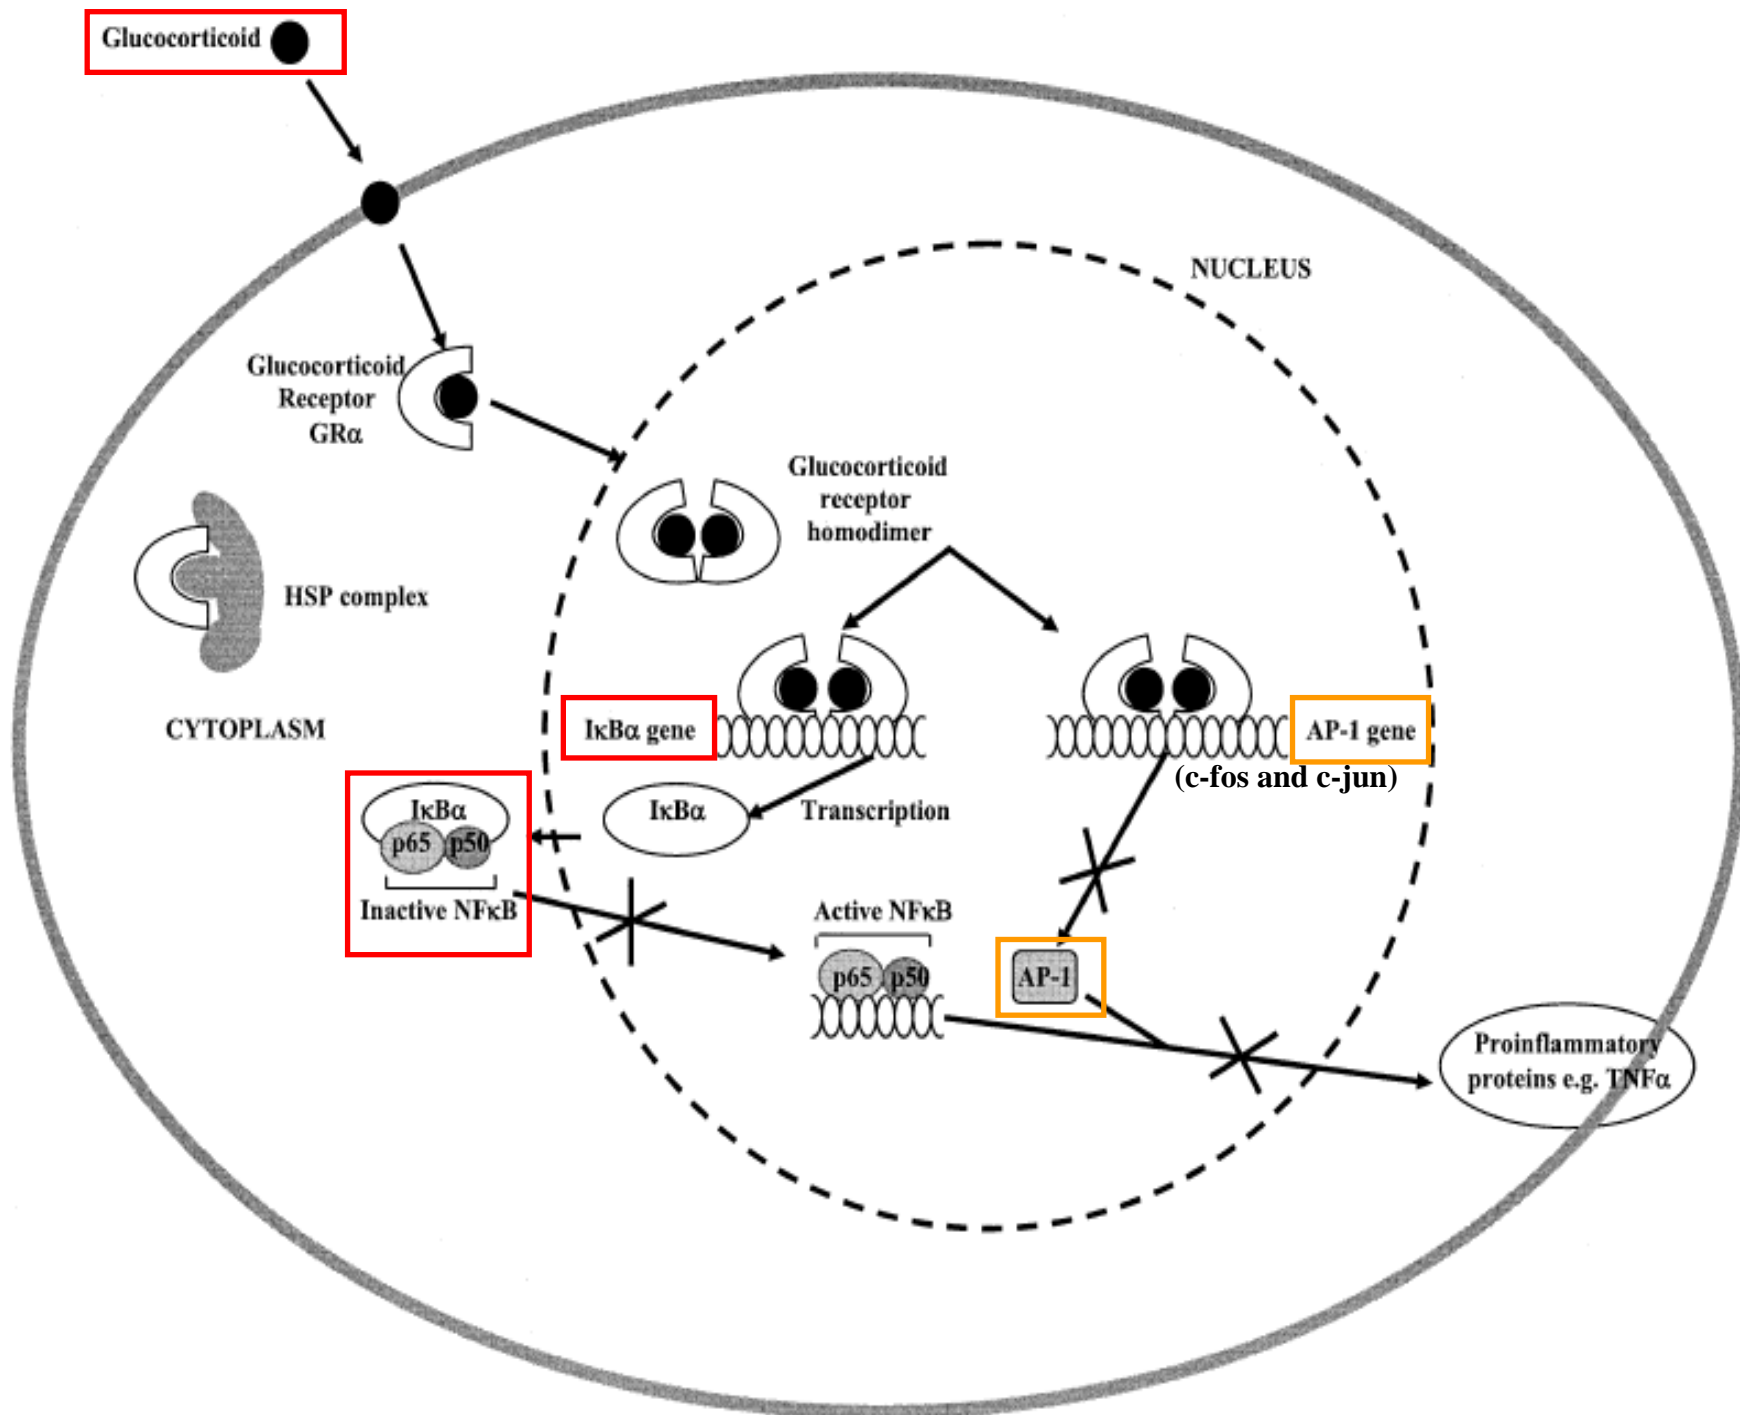 Glucocorticoid
NUCLEUS
Glucocorticoid
Receptor
GRα
Glucocorticoid
receptor
homodimer
HSP complex
CYTOPLASM
IκBα gene
AP-1 gene
(c-fos and c-jun)
IκBα
p65 p50
Inactive NFκB
IκBα
Transcription
Active NFκB
p65 p50
AP-1
Proinflammatory
proteins e.g. TNFα